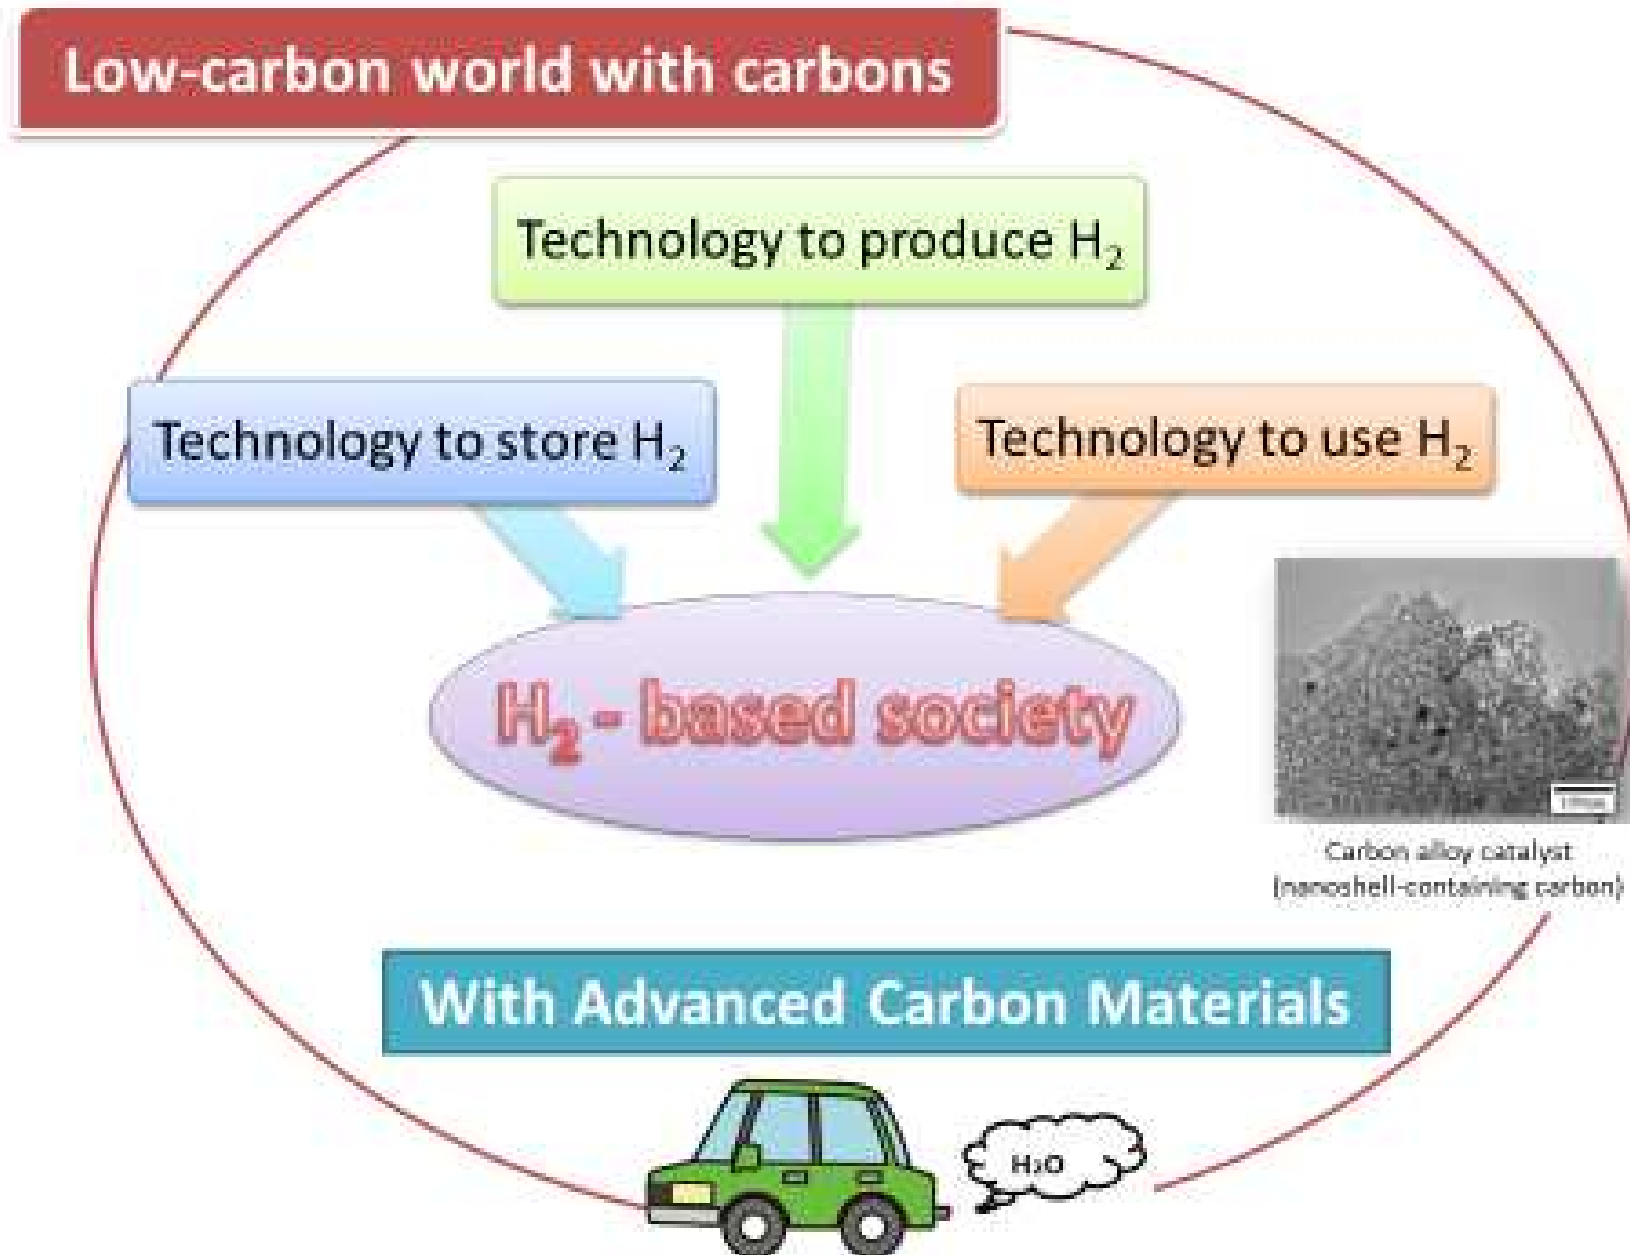 Low-carbon world with carbons
Technology to produce H₂
Technology to store H₂
Technology to use H₂
H₂ - based society
Carbon alloy catalyst
(nanoshell-containing carbon)
With Advanced Carbon Materials
H₂O